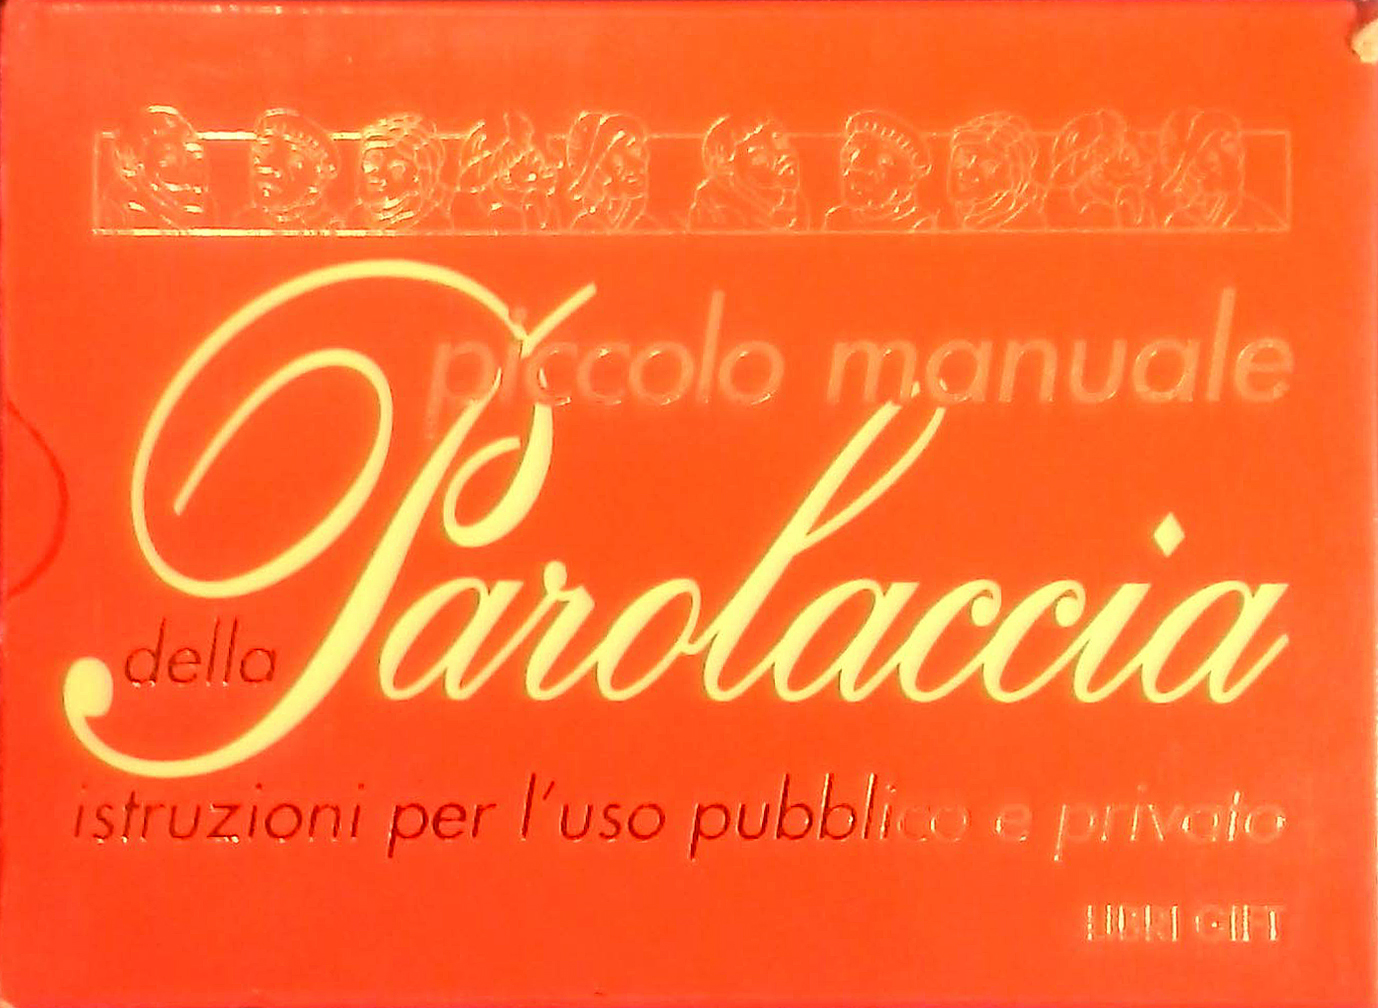 piccolo manuale
della Parolaccia
istruzioni per l'uso pubblico e privato
LIBRI GIFT